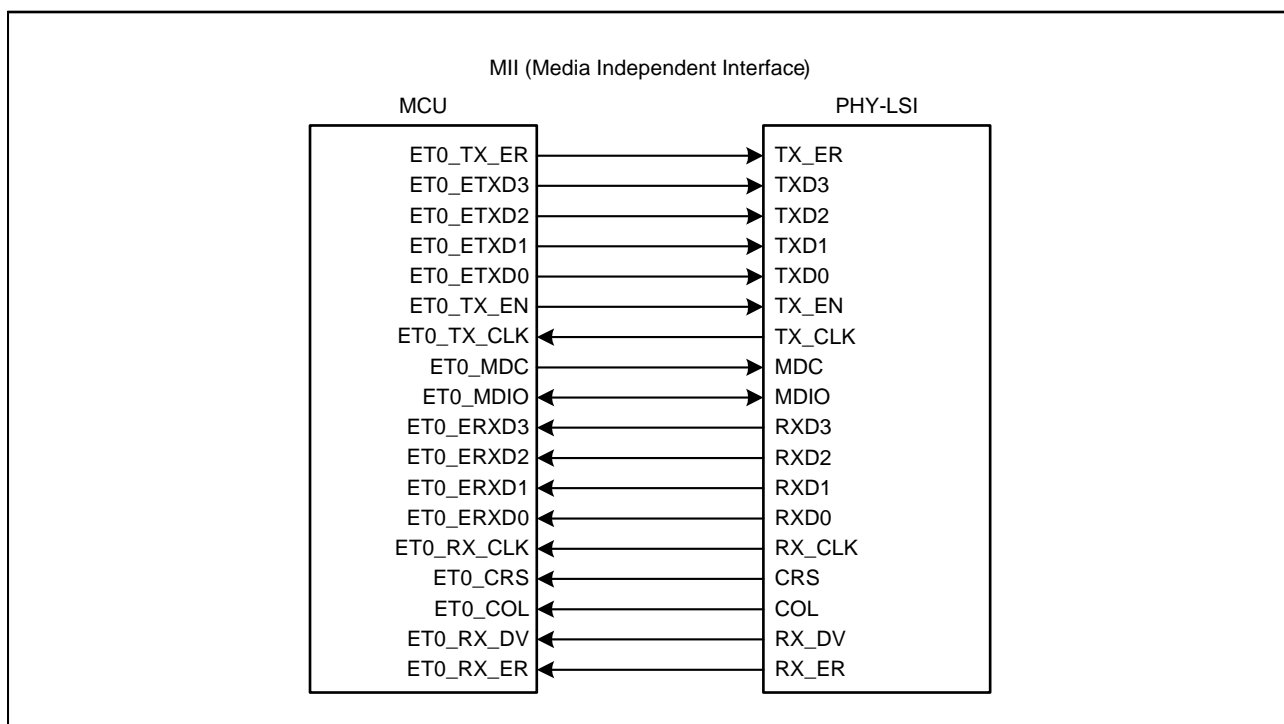 MII (Media Independent Interface)
MCU PHY-LSI
ET0_TX_ER TX_ER
ET0_ETXD3 TXD3
ET0_ETXD2 TXD2
ET0_ETXD1 TXD1
ET0_ETXD0 TXD0
ET0_TX_EN TX_EN
ET0_TX_CLK TX_CLK
ET0_MDC MDC
ET0_MDIO MDIO
ET0_ERXD3 RXD3
ET0_ERXD2 RXD2
ET0_ERXD1 RXD1
ET0_ERXD0 RXD0
ET0_RX_CLK RX_CLK
ET0_CRS CRS
ET0_COL COL
ET0_RX_DV RX_DV
ET0_RX_ER RX_ER